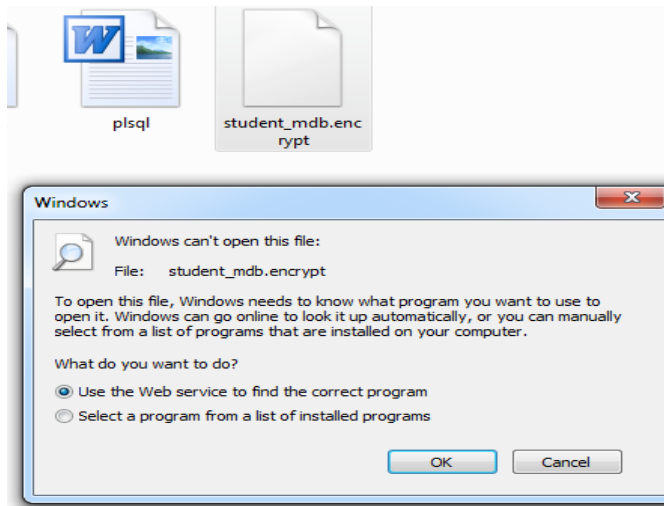 W
plsql
student_mdb.enc
rypt
Windows
Windows can't open this file:
File: student_mdb.encrypt
To open this file, Windows needs to know what program you want to use to
open it. Windows can go online to look it up automatically, or you can manually
select from a list of programs that are installed on your computer.
What do you want to do?
Use the Web service to find the correct program
Select a program from a list of installed programs
OK Cancel